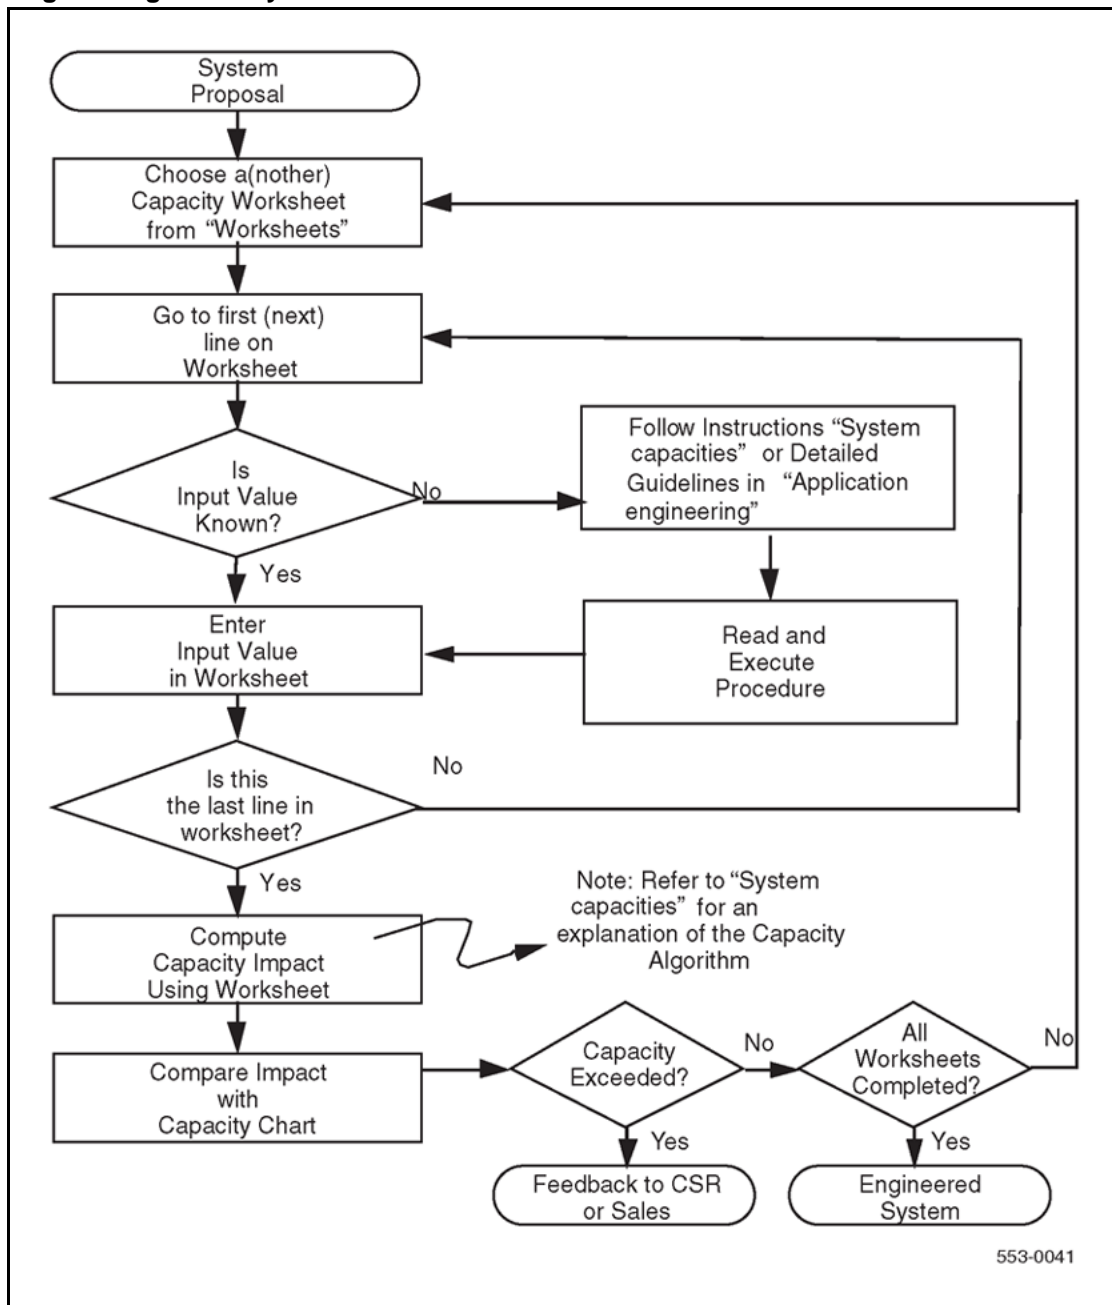 System
Proposal
Choose a(nother)
Capacity Worksheet
from “Worksheets”
Go to first (next)
line on
Worksheet
Is
Input Value
Known?
No
Follow Instructions “System
capacities” or Detailed
Guidelines in “Application
engineering”
Yes
Enter
Input Value
in Worksheet
Read and
Execute
Procedure
Is this
the last line in
worksheet?
No
Yes
Note: Refer to “System
capacities” for an
explanation of the Capacity
Algorithm
Compute
Capacity Impact
Using Worksheet
Compare Impact
with
Capacity Chart
Capacity
Exceeded?
No
All
Worksheets
Completed?
No
Yes
Yes
Feedback to CSR
or Sales
Engineered
System
553-0041